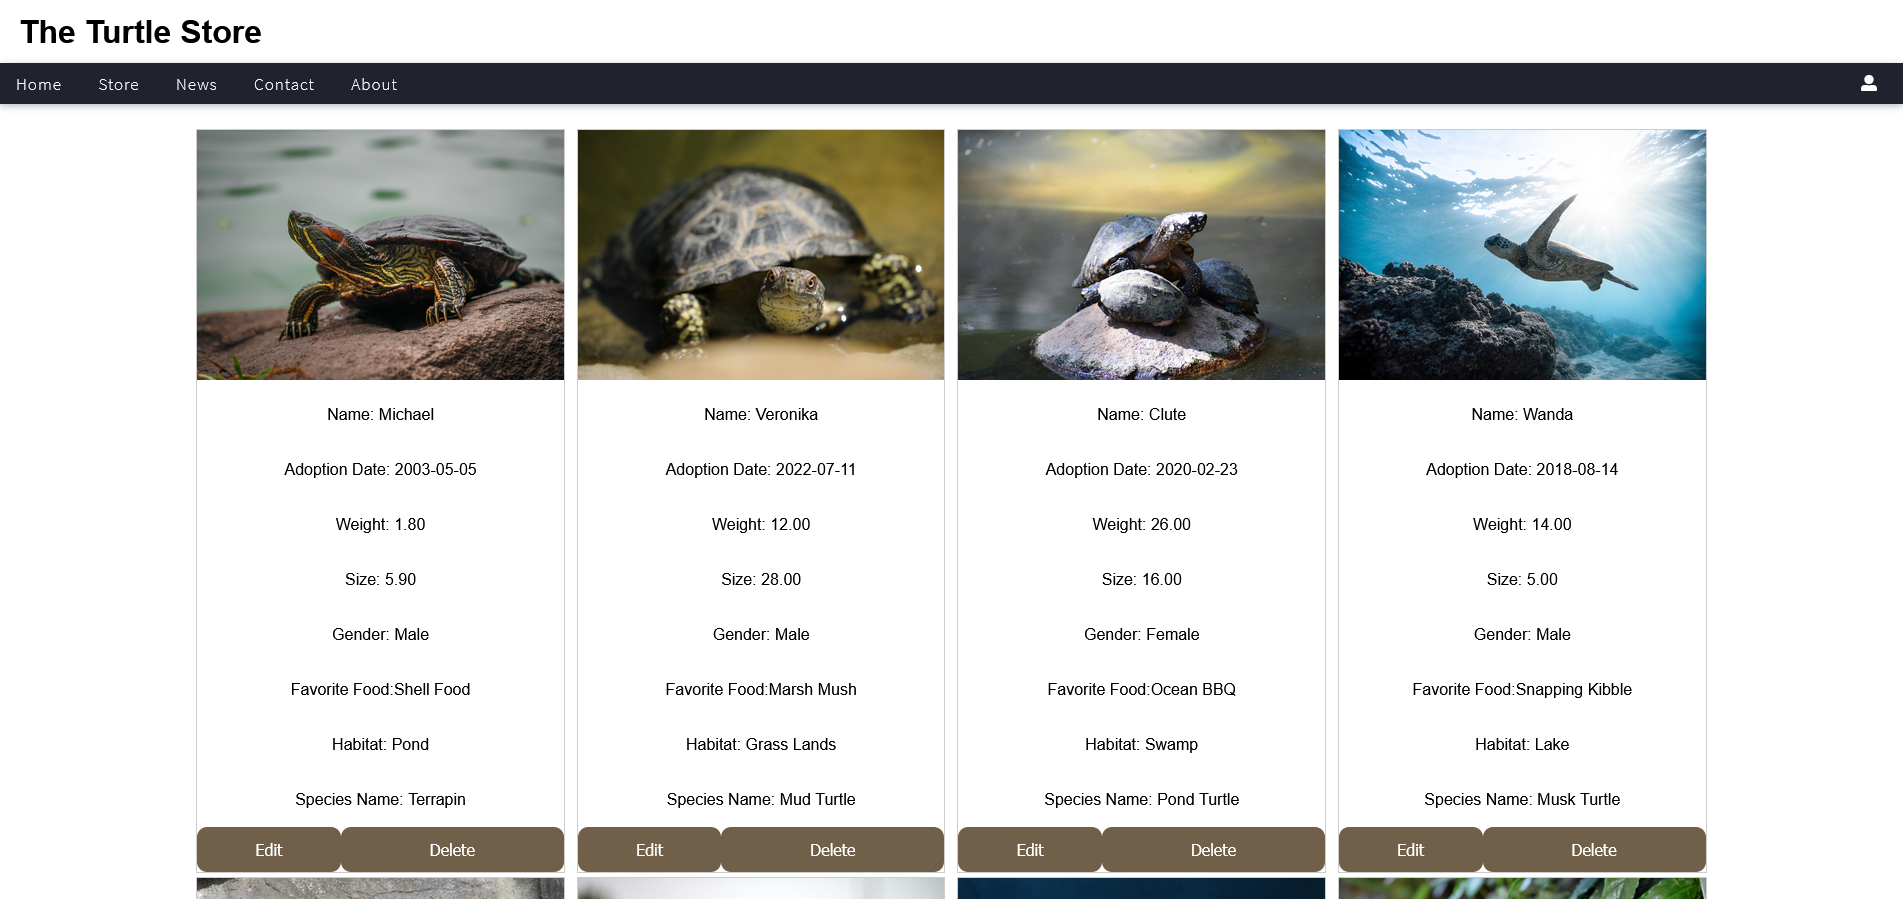 The Turtle Store
Home Store News Contact About
Name: Michael
Adoption Date: 2003-05-05
Weight: 1.80
Size: 5.90
Gender: Male
Favorite Food:Shell Food
Habitat: Pond
Species Name: Terrapin
Edit Delete
Name: Veronika
Adoption Date: 2022-07-11
Weight: 12.00
Size: 28.00
Gender: Male
Favorite Food:Marsh Mush
Habitat: Grass Lands
Species Name: Mud Turtle
Edit Delete
Name: Clute
Adoption Date: 2020-02-23
Weight: 26.00
Size: 16.00
Gender: Female
Favorite Food:Ocean BBQ
Habitat: Swamp
Species Name: Pond Turtle
Edit Delete
Name: Wanda
Adoption Date: 2018-08-14
Weight: 14.00
Size: 5.00
Gender: Male
Favorite Food:Snapping Kibble
Habitat: Lake
Species Name: Musk Turtle
Edit Delete